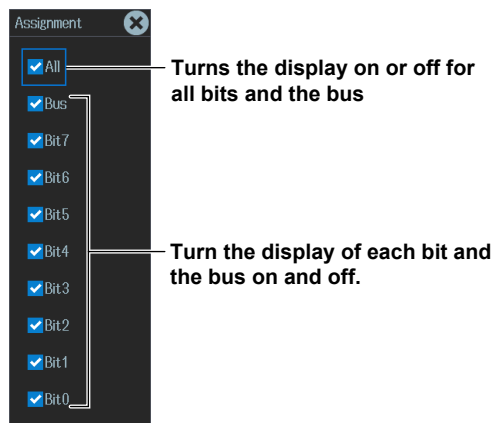 Assignment
All
Turns the display on or off for
all bits and the bus
Bus
Bit7
Bit6
Bit5
Bit4
Turn the display of each bit and
the bus on and off.
Bit3
Bit2
Bit1
Bit0